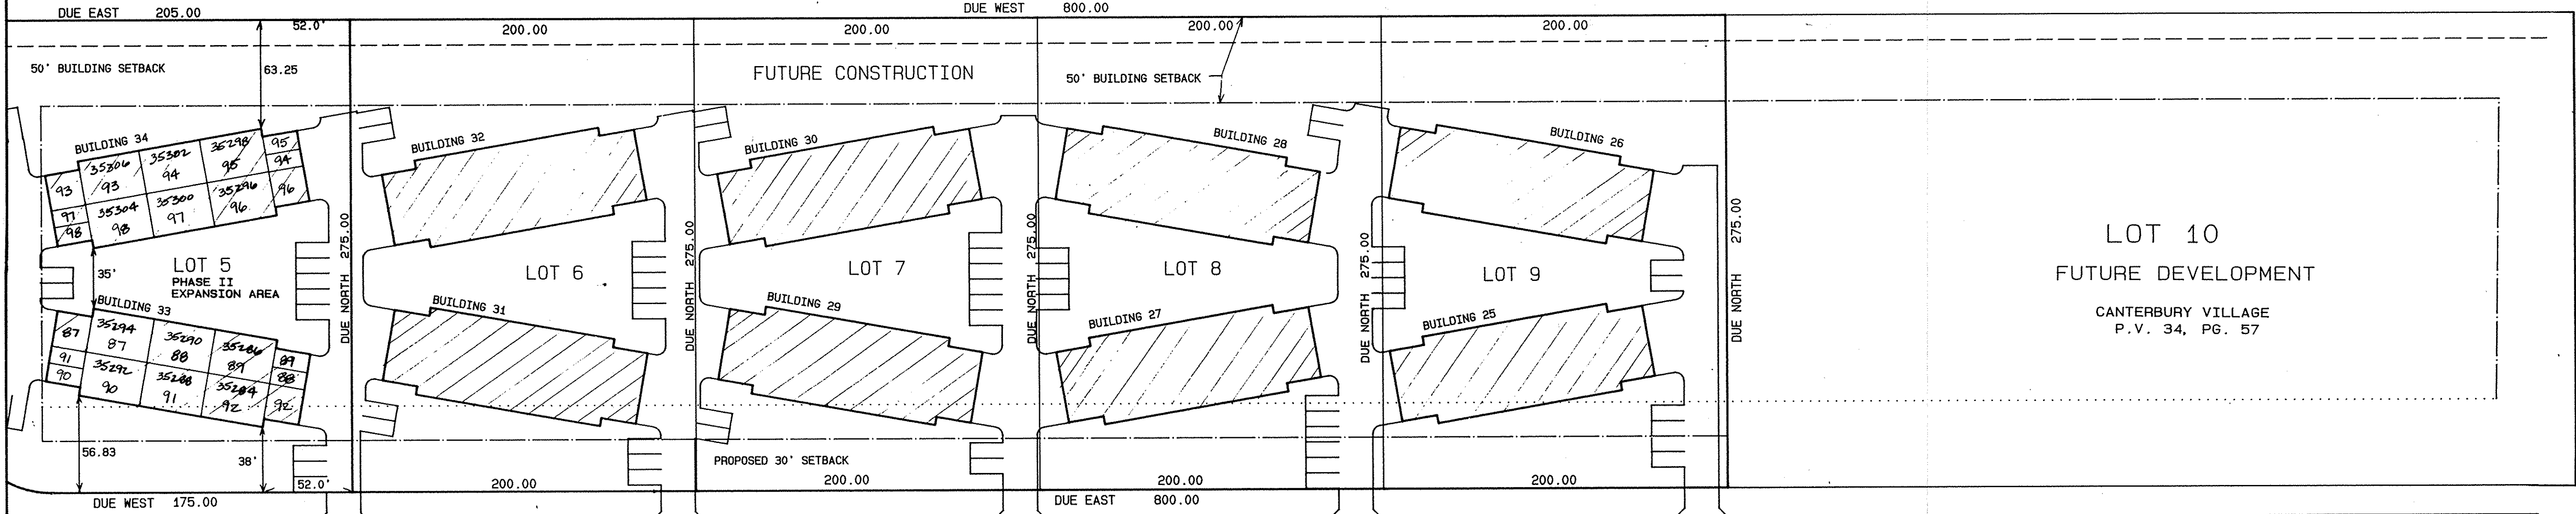 DUE EAST 205.00
DUE WEST 800.00
52.0'
200.00
200.00
200.00
200.00
50' BUILDING SETBACK
63.25
FUTURE CONSTRUCTION
50' BUILDING SETBACK
BUILDING 34
35306
93
35302
94
35298
95
95
94
93
97
98
35304
98
35300
97
35296
96
96
BUILDING 32
BUILDING 30
BUILDING 28
BUILDING 26
35'
LOT 5
PHASE II
EXPANSION AREA
DUE NORTH 275.00
LOT 6
DUE NORTH 275.00
LOT 7
DUE NORTH 275.00
LOT 8
DUE NORTH 275.00
LOT 9
DUE NORTH 275.00
LOT 10
FUTURE DEVELOPMENT
CANTERBURY VILLAGE
P.V. 34, PG. 57
BUILDING 33
87
35294
87
35290
88
35286
89
89
88
91
90
35292
90
35288
91
35284
92
92
BUILDING 31
BUILDING 29
BUILDING 27
BUILDING 25
56.83
38'
52.0'
PROPOSED 30' SETBACK
200.00
200.00
200.00
200.00
DUE WEST 175.00
DUE EAST 800.00